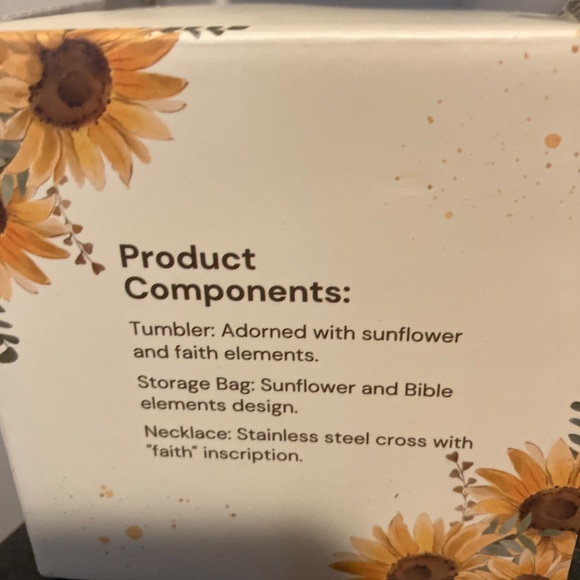 Product
Components:
Tumbler: Adorned with sunflower
and faith elements.
Storage Bag: Sunflower and Bible
elements design.
Necklace: Stainless steel cross with
"faith" inscription.